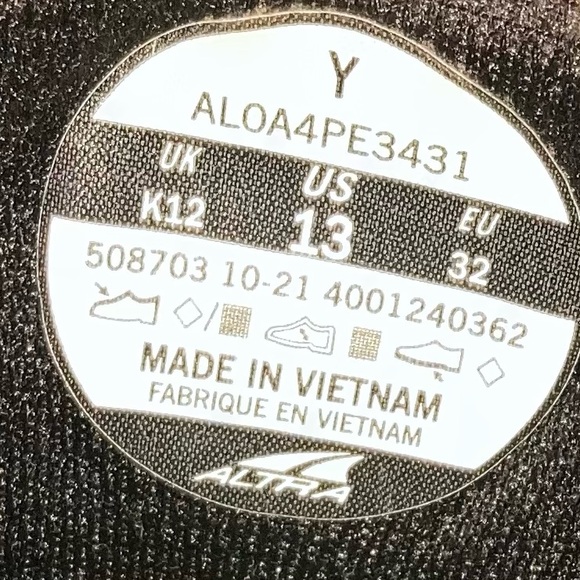 Y
ALOA4PE3431
UK US EU
K12 13 32
508703 10-21 4001240362
MADE IN VIETNAM
FABRIQUE EN VIETNAM
ALTRA